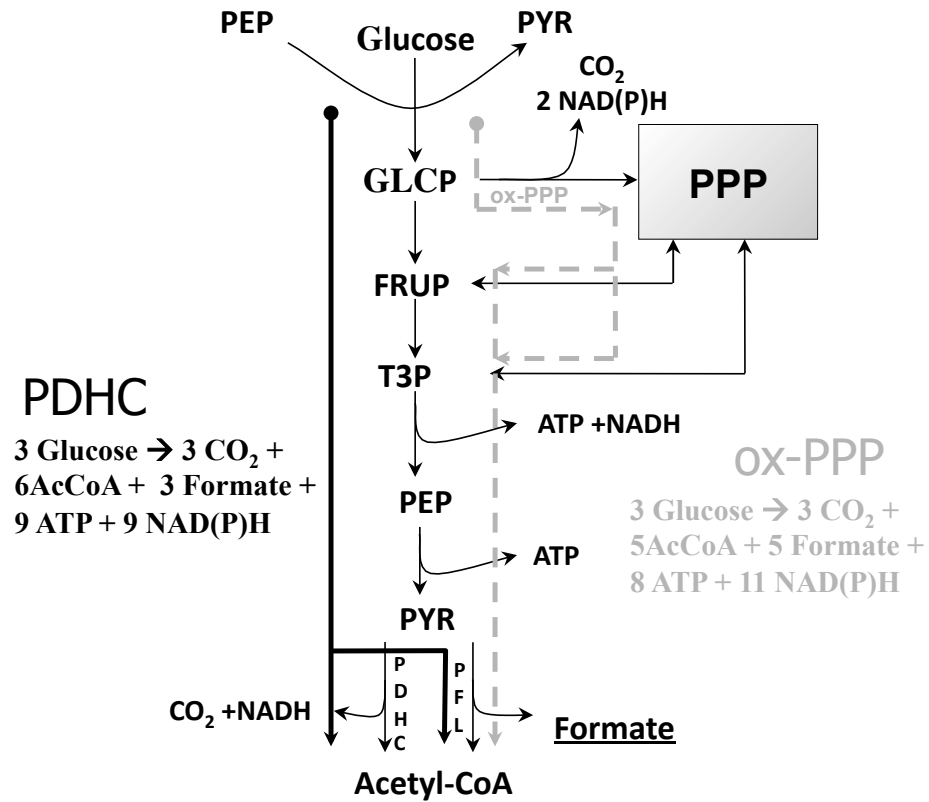 PEP
Glucose
PYR
CO₂
2 NAD(P)H
GLCP
ox-PPP
PPP
FRUP
T3P
PDHC
3 Glucose → 3 CO₂ +
6AcCoA + 3 Formate +
9 ATP + 9 NAD(P)H
ATP +NADH
ox-PPP
3 Glucose → 3 CO₂ +
5AcCoA + 5 Formate +
8 ATP + 11 NAD(P)H
PEP
ATP
PYR
PDHC
PFL
CO₂ +NADH
Formate
Acetyl-CoA